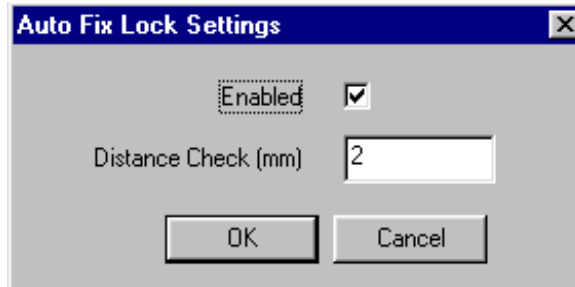 Auto Fix Lock Settings
Enabled
Distance Check (mm) 2
OK Cancel